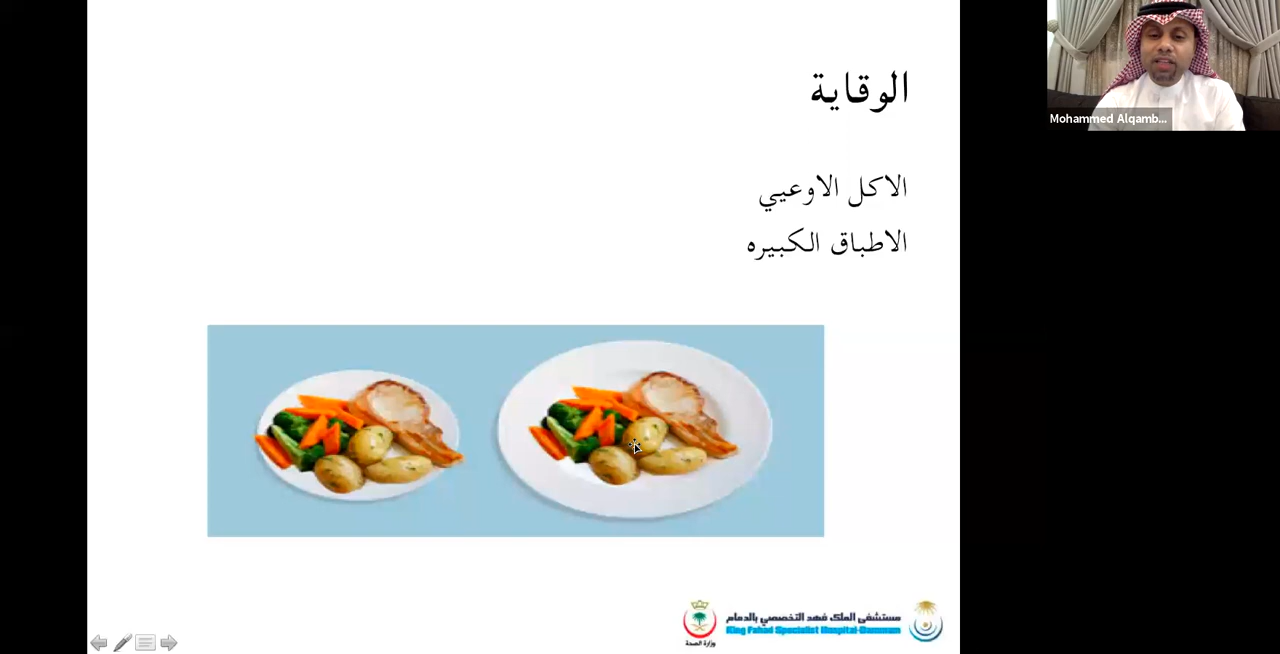 الوقاية
الاكل الاوعيي
الاطباق الكبيره
Mohammed Alqamb...
مستشفى الملك فهد التخصصي بالدمام
King Fahad Specialist Hospital-Dammam
وزارة الصحة